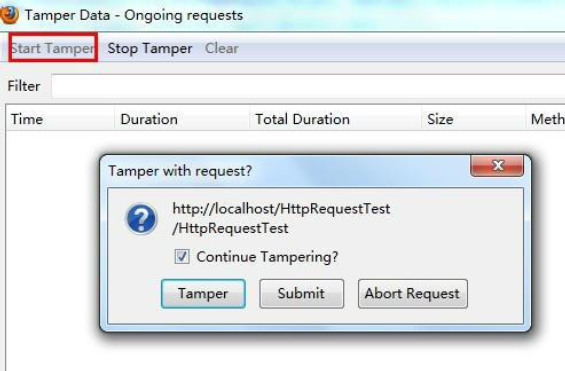 Tamper Data - Ongoing requests
Start Tamper Stop Tamper Clear
Filter
Time Duration Total Duration Size Meth
Tamper with request?
http://localhost/HttpRequestTest
/HttpRequestTest
Continue Tampering?
Tamper Submit Abort Request